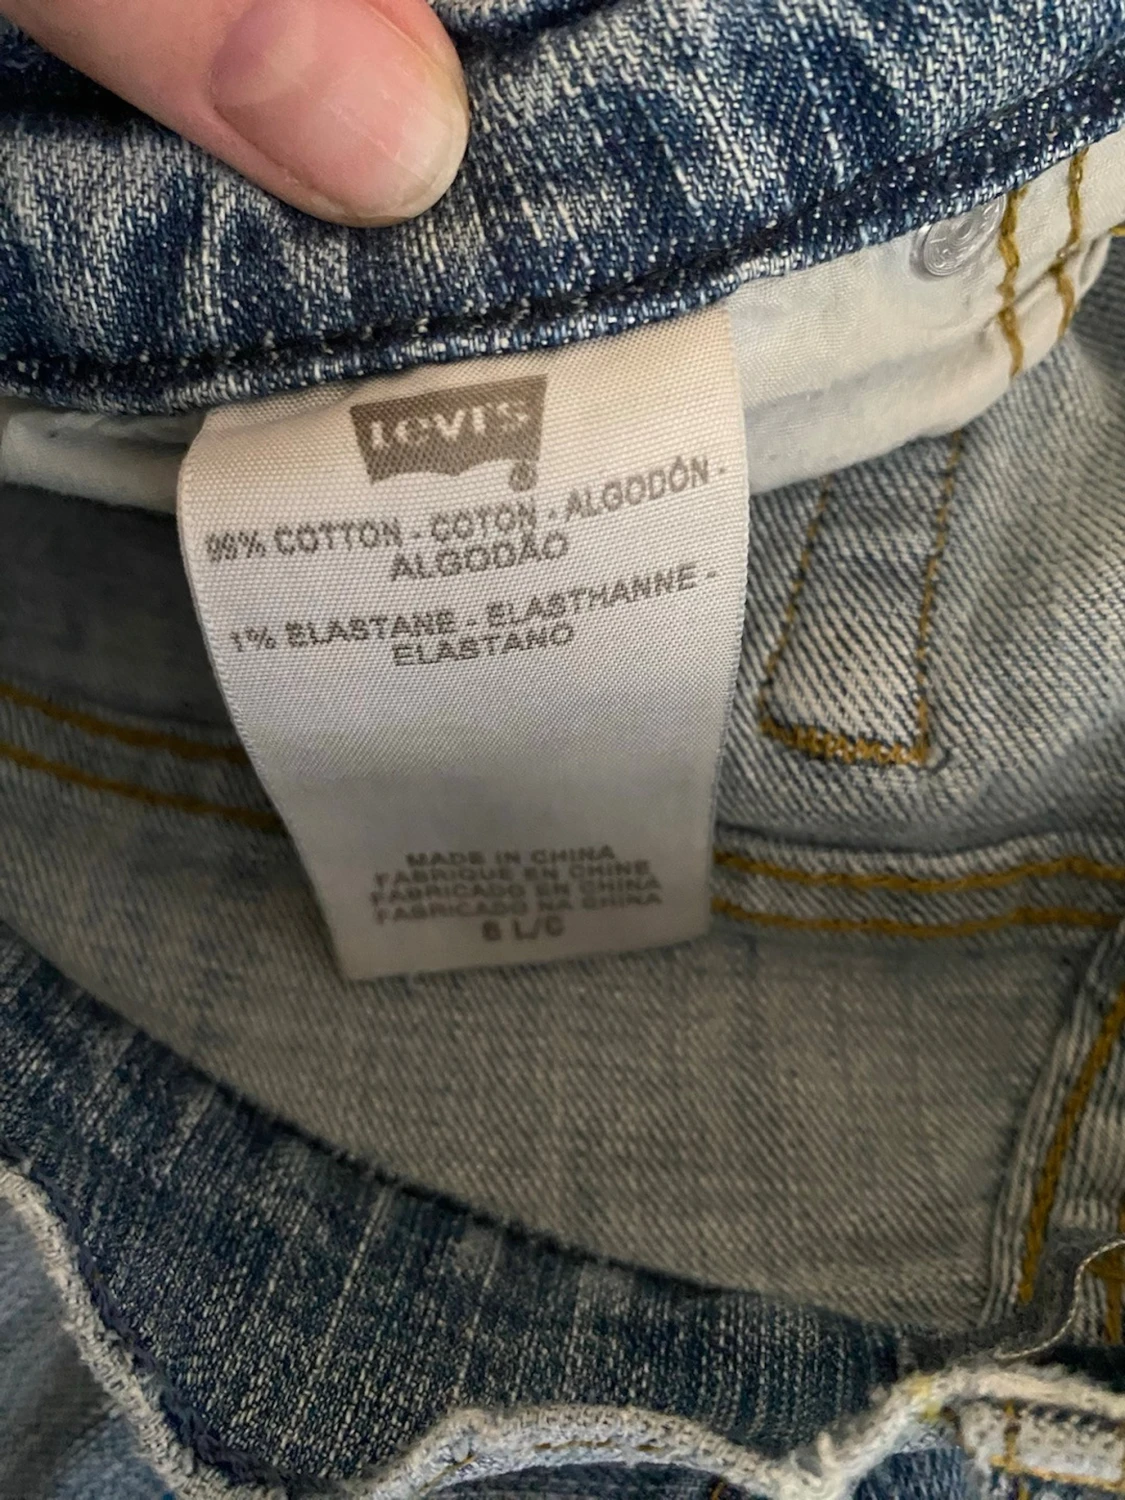 LEVI'S
99% COTTON - COTON - ALGODÓN -
ALGODÃO
1% ELASTANE - ELASTHANNE -
ELASTANO
MADE IN CHINA
FABRIQUE EN CHINE
FABRICADO EN CHINA
FABRICADO NA CHINA
L/C